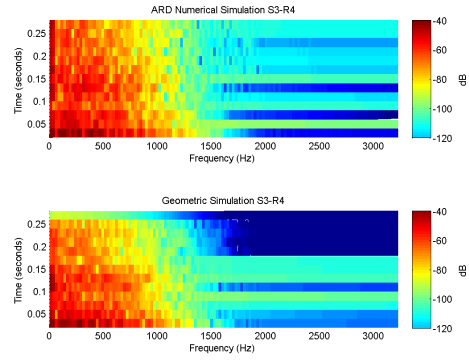 ARD Numerical Simulation S3-R4
Time (seconds)
0.25
0.2
0.15
0.1
0.05
0 500 1000 1500 2000 2500 3000
Frequency (Hz)
-40
-60
-80
-100
-120
dB
Geometric Simulation S3-R4
Time (seconds)
0.25
0.2
0.15
0.1
0.05
0 500 1000 1500 2000 2500 3000
Frequency (Hz)
-40
-60
-80
-100
-120
dB